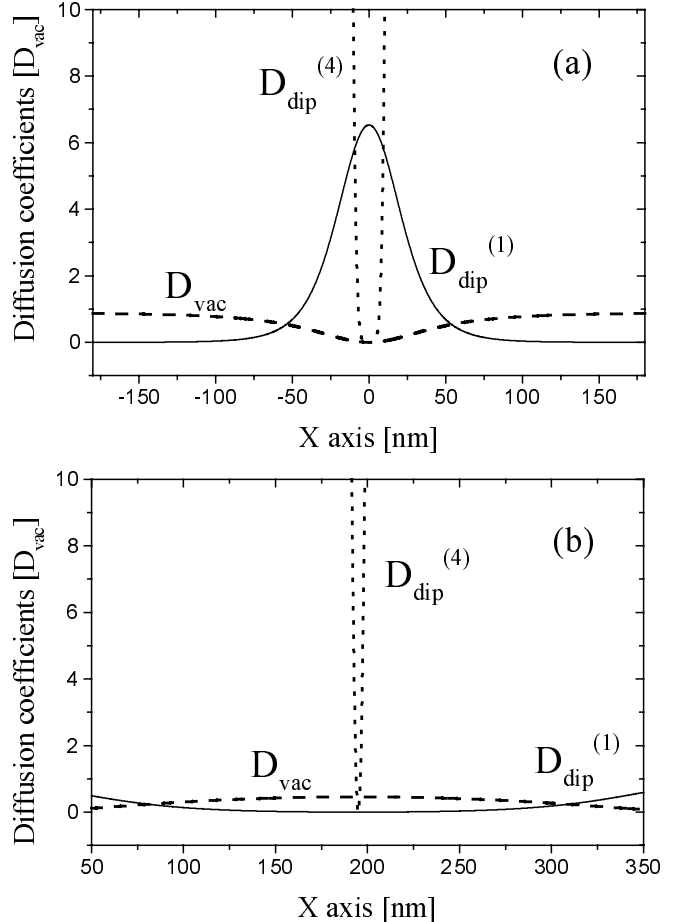 10
8
6
4
2
0
Diffusion coefficients [D_vac]
(a)
D_dip^(4)
D_dip^(1)
D_vac
-150 -100 -50 0 50 100 150
X axis [nm]
10
8
6
4
2
0
Diffusion coefficients [D_vac]
(b)
D_dip^(4)
D_vac
D_dip^(1)
50 100 150 200 250 300 350
X axis [nm]